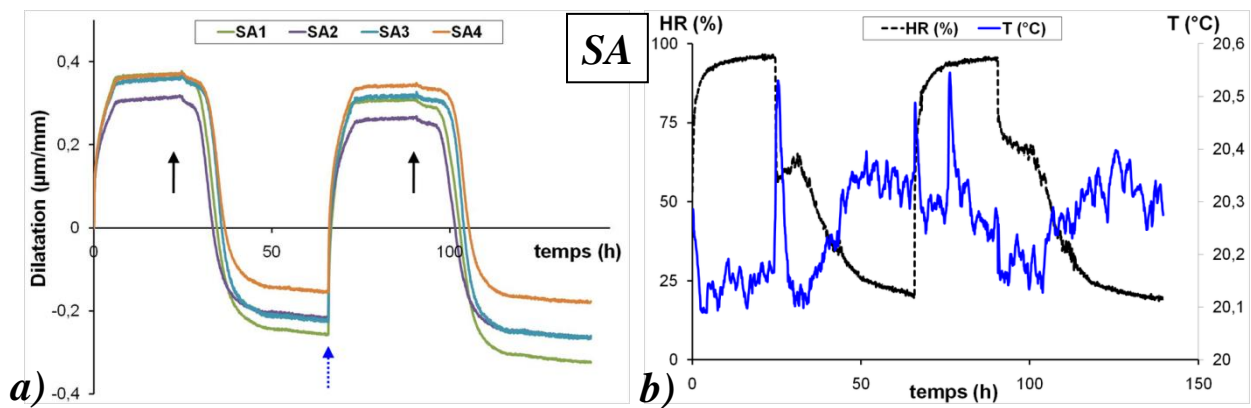 SA1 SA2 SA3 SA4
0,4
0,2
0
-0,2
-0,4
Dilatation (µm/mm)
0 50 100
temps (h)
a)
SA
HR (%) T (°C)
HR (%) T (°C)
100
75
50
25
0
20,6
20,5
20,4
20,3
20,2
20,1
20
0 50 100 150
temps (h)
b)